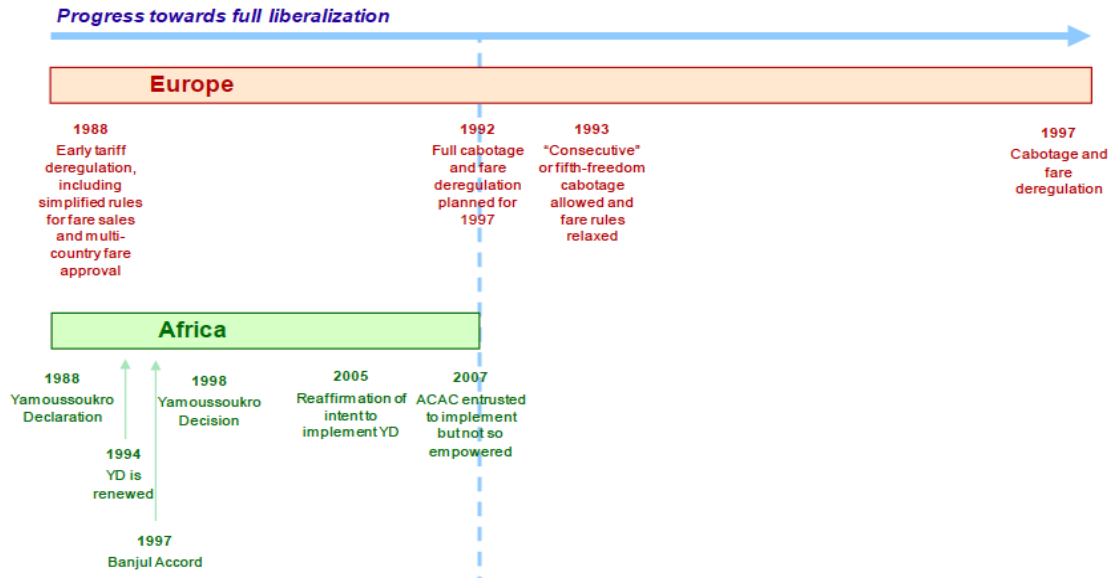 Progress towards full liberalization
Europe
1988
Early tariff
deregulation,
including
simplified rules
for fare sales
and multi-
country fare
approval
1992
Full cabotage
and fare
deregulation
planned for
1997
1993
"Consecutive"
or fifth-freedom
cabotage
allowed and
fare rules
relaxed
1997
Cabotage and
fare
deregulation
Africa
1988
Yamoussoukro
Declaration
1994
YD is
renewed
1997
Banjul Accord
1998
Yamoussoukro
Decision
2005
Reaffirmation of
intent to
implement YD
2007
ACAC entrusted
to implement
but not so
empowered